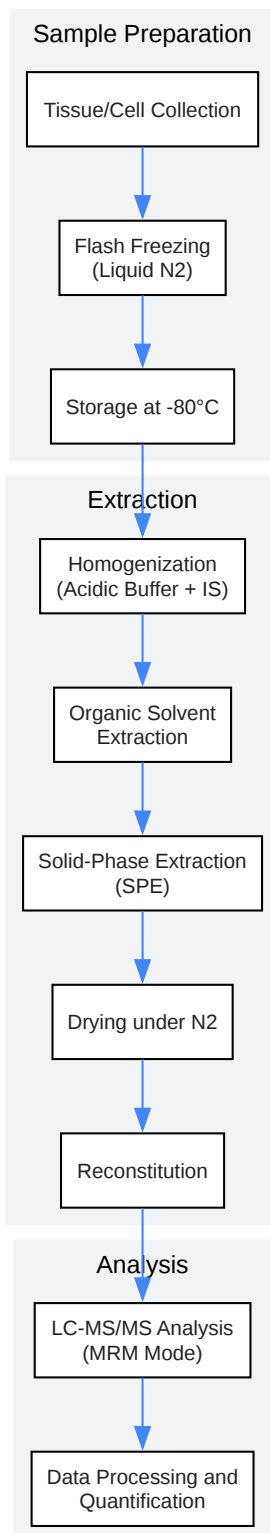 Sample Preparation
Tissue/Cell Collection
Flash Freezing
(Liquid N2)
Storage at -80°C
Extraction
Homogenization
(Acidic Buffer + IS)
Organic Solvent
Extraction
Solid-Phase Extraction
(SPE)
Drying under N2
Reconstitution
Analysis
LC-MS/MS Analysis
(MRM Mode)
Data Processing and
Quantification